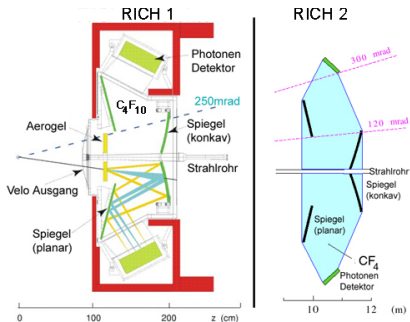 RICH 1
Photonen
Detektor
C4F10
250mrad
Aerogel
Spiegel
(konkav)
Strahlrohr
Velo Ausgang
Spiegel
(planar)
0 100 200 z (cm)
RICH 2
300 mrad
120 mrad
Strahlrohr
Spiegel
(konkav)
Spiegel
(planar)
CF4
Photonen
Detektor
10 12 (m)